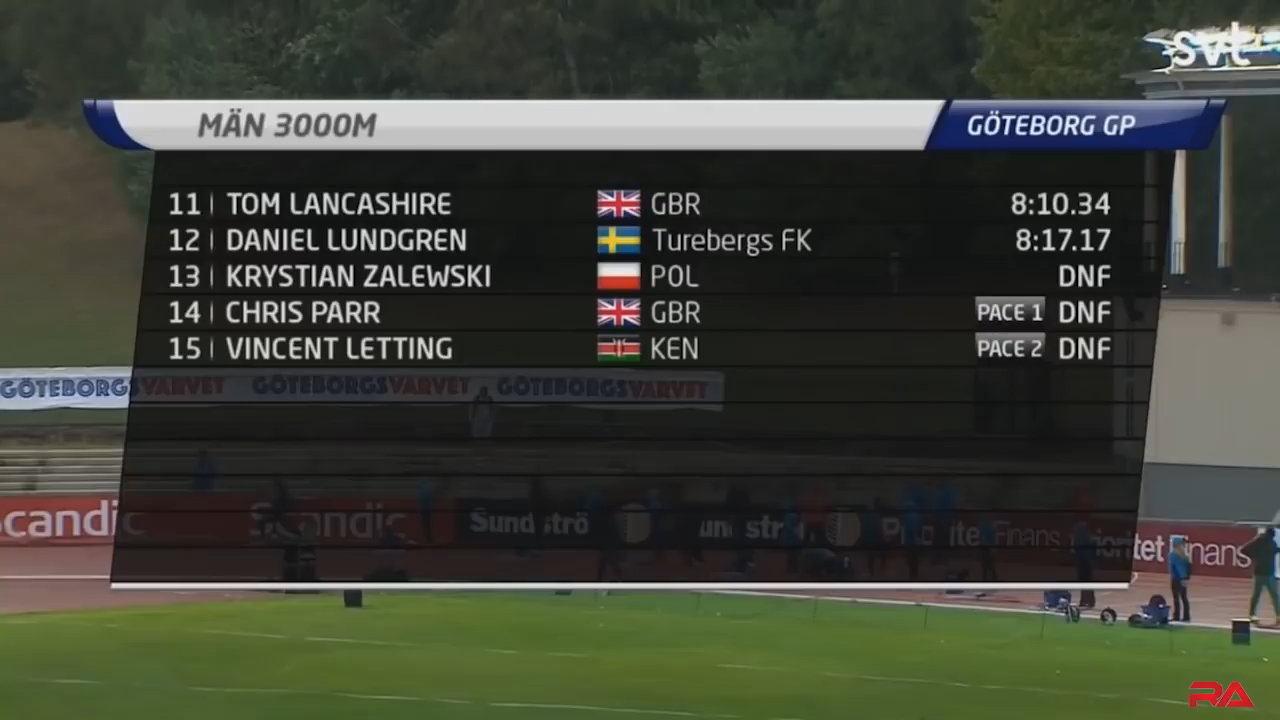 svt
MÄN 3000M GÖTEBORG GP
11 TOM LANCASHIRE GBR 8:10.34
12 DANIEL LUNDGREN Turebergs FK 8:17.17
13 KRYSTIAN ZALEWSKI POL DNF
14 CHRIS PARR GBR PACE 1 DNF
15 VINCENT LETTING KEN PACE 2 DNF
GÖTEBORGSVARVET GÖTEBORGSVARVET GÖTEBORGSVARVET
Scandic Finans Finans
RA